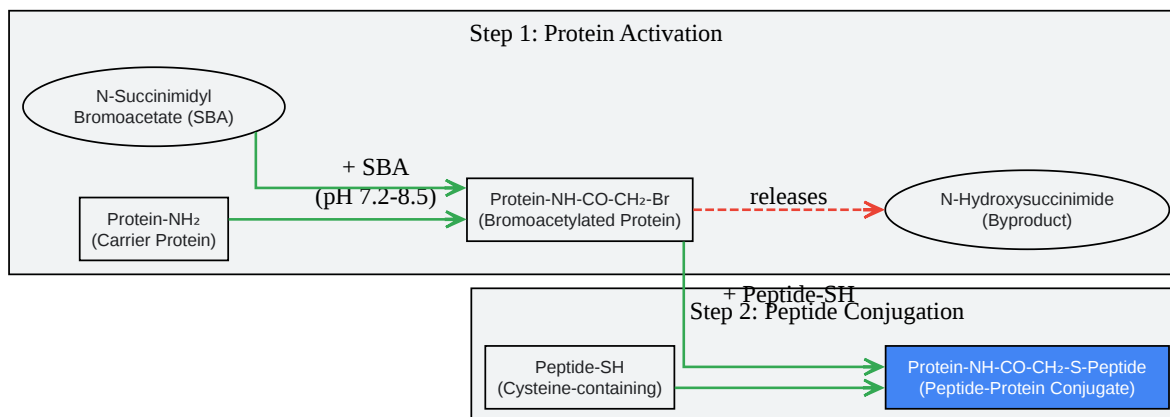 Step 1: Protein Activation
N-Succinimidyl
Bromoacetate (SBA)
+ SBA
(pH 7.2-8.5)
Protein-NH₂
(Carrier Protein)
Protein-NH-CO-CH₂-Br
(Bromoacetylated Protein)
releases
N-Hydroxysuccinimide
(Byproduct)
+ Peptide-SH
Step 2: Peptide Conjugation
Peptide-SH
(Cysteine-containing)
Protein-NH-CO-CH₂-S-Peptide
(Peptide-Protein Conjugate)